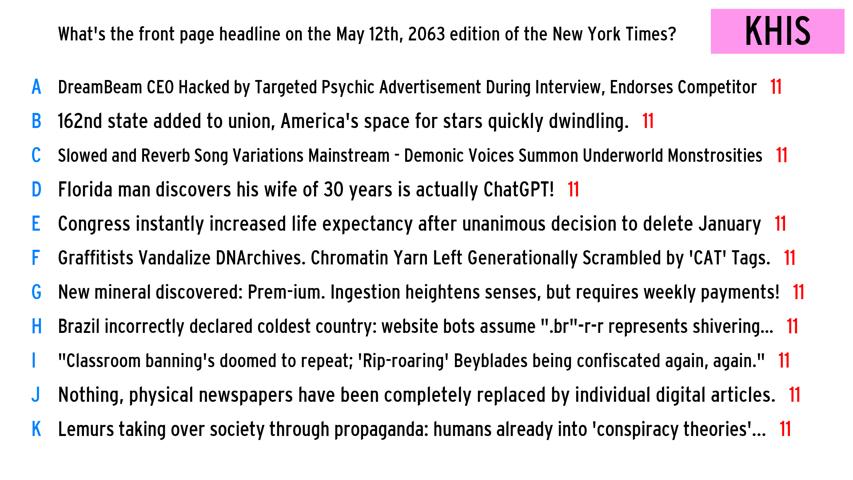 What's the front page headline on the May 12th, 2063 edition of the New York Times?
KHIS
A DreamBeam CEO Hacked by Targeted Psychic Advertisement During Interview, Endorses Competitor 11
B 162nd state added to union, America's space for stars quickly dwindling. 11
C Slowed and Reverb Song Variations Mainstream - Demonic Voices Summon Underworld Monstrosities 11
D Florida man discovers his wife of 30 years is actually ChatGPT! 11
E Congress instantly increased life expectancy after unanimous decision to delete January 11
F Graffitists Vandalize DNArchives. Chromatin Yarn Left Generationally Scrambled by 'CAT' Tags. 11
G New mineral discovered: Prem-ium. Ingestion heightens senses, but requires weekly payments! 11
H Brazil incorrectly declared coldest country: website bots assume ".br"-r-r represents shivering... 11
I "Classroom banning's doomed to repeat; 'Rip-roaring' Beyblades being confiscated again, again." 11
J Nothing, physical newspapers have been completely replaced by individual digital articles. 11
K Lemurs taking over society through propaganda: humans already into 'conspiracy theories'... 11